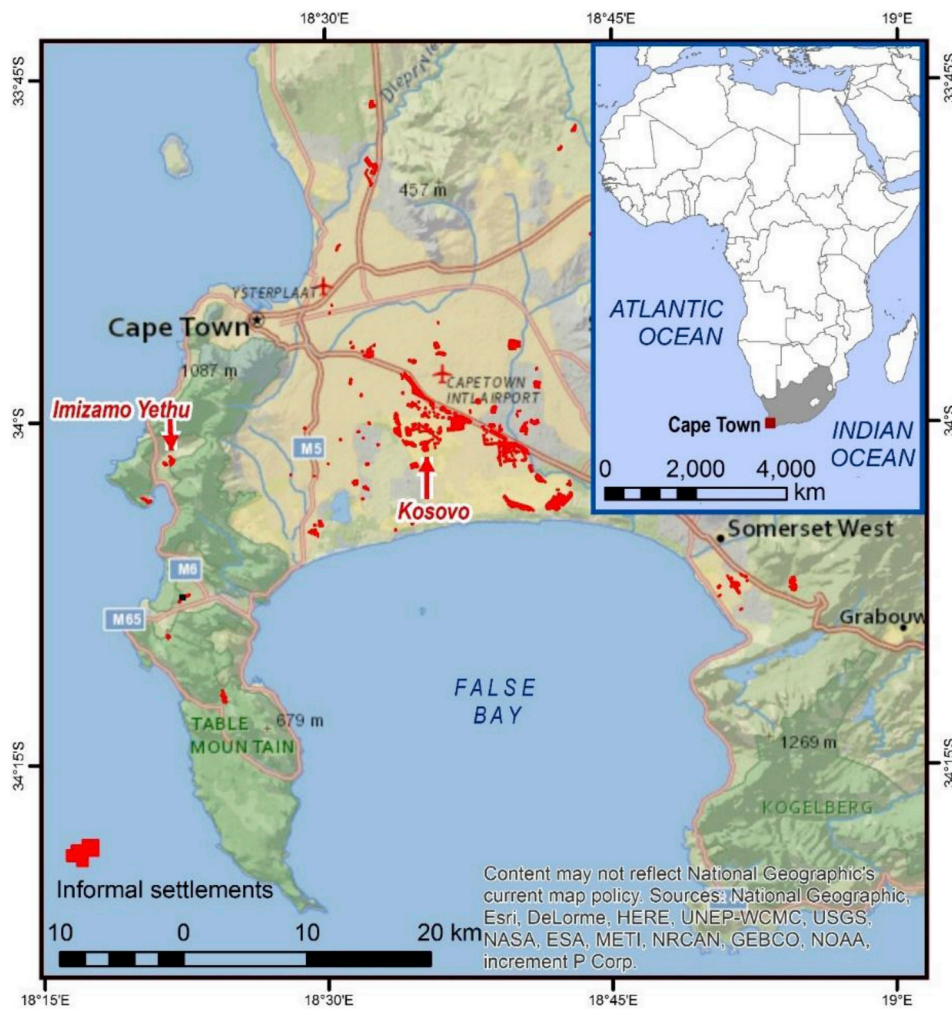 18°30'E
18°45'E
19°E
33°45'S
33°45'S
457 m
YSTERPLAAT
Cape Town
1087 m
CAPETOWN
INTLAIRPORT
Imizamo Yethu
34°S
34°S
M5
Kosovo
ATLANTIC
OCEAN
Cape Town
INDIAN
OCEAN
0 2,000 4,000
km
Somerset West
M6
M65
Grabouw
FALSE
BAY
TABLE
MOUNTAIN
679 m
1269 m
34°15'S
34°15'S
KOGELBERG
Informal settlements
10 0 10 20 km
Content may not reflect National Geographic's
current map policy. Sources: National Geographic,
Esri, DeLorme, HERE, UNEP-WCMC, USGS,
NASA, ESA, METI, NRCAN, GEBCO, NOAA,
increment P Corp.
18°15'E
18°30'E
18°45'E
19°E